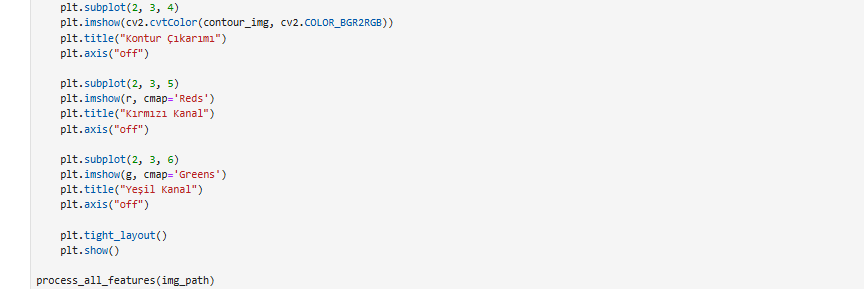 plt.subplot(2, 3, 4)
plt.imshow(cv2.cvtColor(contour_img, cv2.COLOR_BGR2RGB))
plt.title("Kontur Çıkarımı")
plt.axis("off")
plt.subplot(2, 3, 5)
plt.imshow(r, cmap='Reds')
plt.title("Kırmızı Kanal")
plt.axis("off")
plt.subplot(2, 3, 6)
plt.imshow(g, cmap='Greens')
plt.title("Yeşil Kanal")
plt.axis("off")
plt.tight_layout()
plt.show()
process_all_features(img_path)